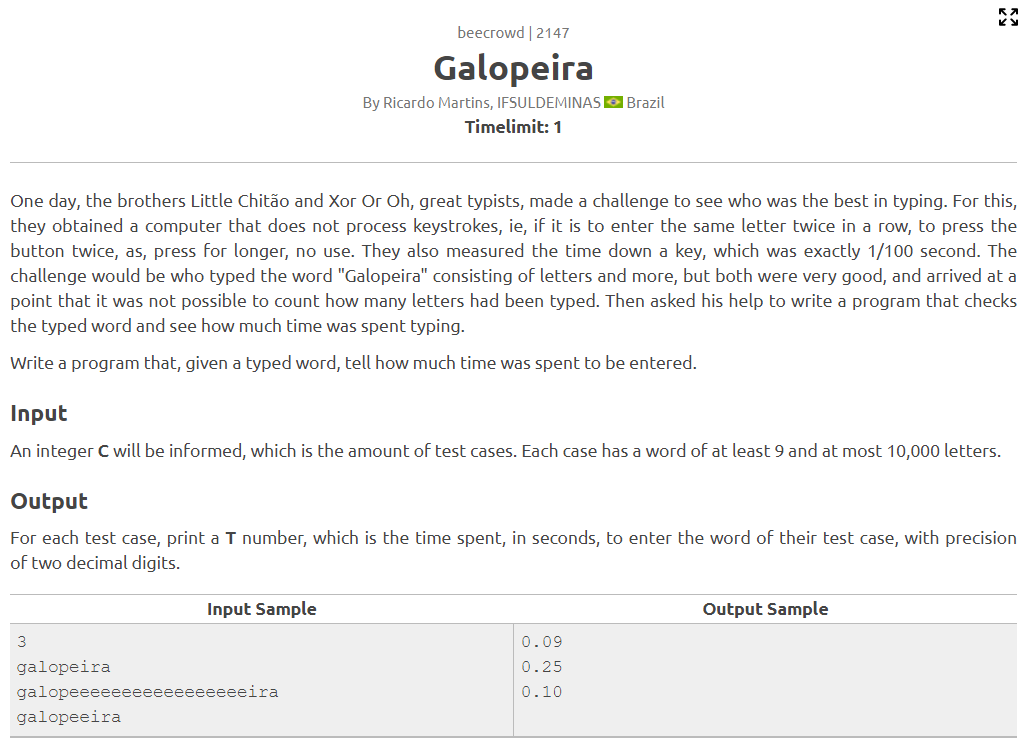 beecrowd | 2147
Galopeira
By Ricardo Martins, IFSULDEMINAS Brazil
Timelimit: 1
One day, the brothers Little Chitão and Xor Or Oh, great typists, made a challenge to see who was the best in typing. For this,
they obtained a computer that does not process keystrokes, ie, if it is to enter the same letter twice in a row, to press the
button twice, as, press for longer, no use. They also measured the time down a key, which was exactly 1/100 second. The
challenge would be who typed the word "Galopeira" consisting of letters and more, but both were very good, and arrived at a
point that it was not possible to count how many letters had been typed. Then asked his help to write a program that checks
the typed word and see how much time was spent typing.
Write a program that, given a typed word, tell how much time was spent to be entered.
Input
An integer C will be informed, which is the amount of test cases. Each case has a word of at least 9 and at most 10,000 letters.
Output
For each test case, print a T number, which is the time spent, in seconds, to enter the word of their test case, with precision
of two decimal digits.
Input Sample Output Sample
3 0.09
galopeira 0.25
galopeeeeeeeeeeeeeeeeeira 0.10
galopeeira